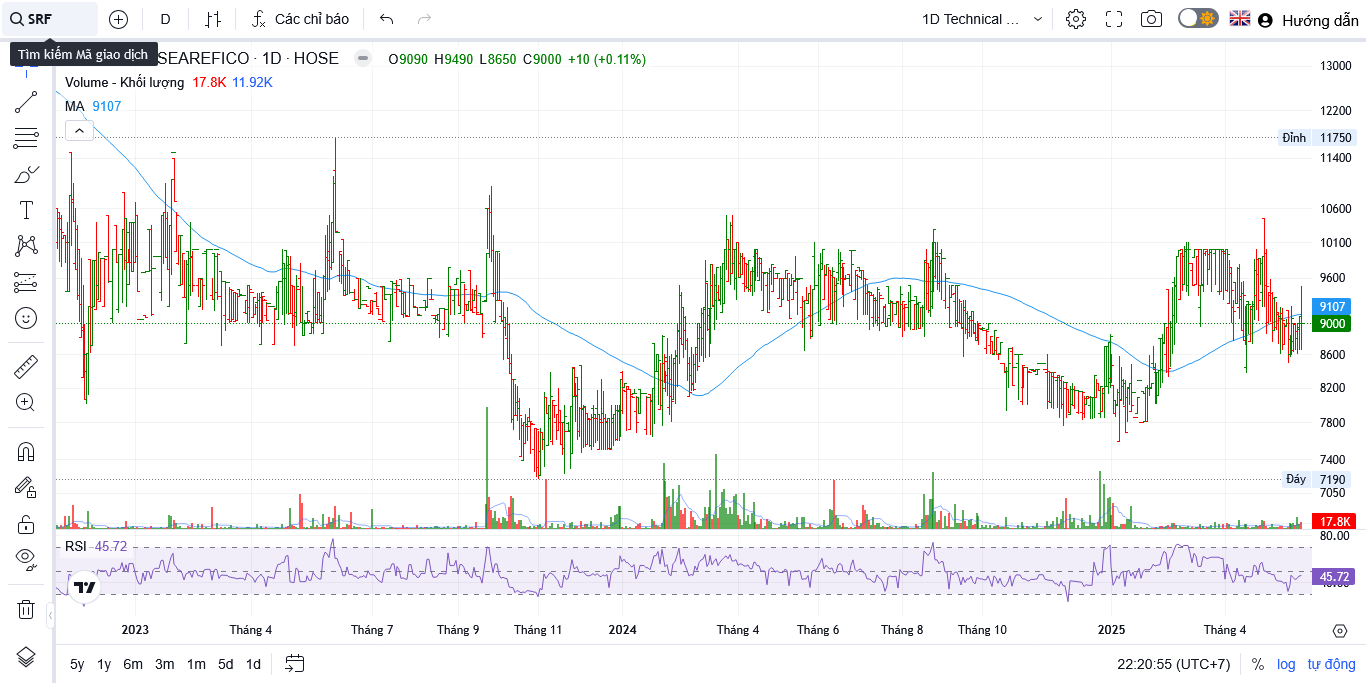 SRF D Các chỉ báo 1D Technical ... Hướng dẫn
Tìm kiếm Mã giao dịch
SEAREFICO · 1D · HOSE O9090 H9490 L8650 C9000 +10 (+0.11%)
Volume - Khối lượng 17.8K 11.92K
MA 9107
13000
12200
Đỉnh 11750
11400
10600
10100
9600
9107
9000
8600
8200
7800
7400
Đáy 7190
7050
17.8K
80.00
RSI 45.72
45.72
2023 Tháng 4 Tháng 7 Tháng 9 Tháng 11 2024 Tháng 4 Tháng 6 Tháng 8 Tháng 10 2025 Tháng 4
5y 1y 6m 3m 1m 5d 1d 22:20:55 (UTC+7) % log tự động